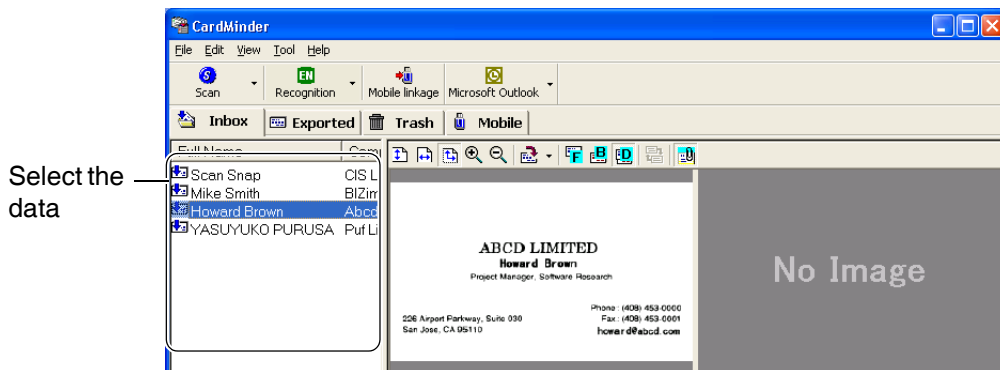 CardMinder
File Edit View Tool Help
Scan Recognition Mobile linkage Microsoft Outlook
Inbox Exported Trash Mobile
Full Name
Select the
data
Scan Snap CIS L
Mike Smith BIZim
Howard Brown Abcd
YASUYUKO PURUSA Puf Li
ABCD LIMITED
Howard Brown
Project Manager, Software Research
226 Airport Parkway, Suite 030
San Jose, CA 95110
Phone : (408) 453-0000
Fax : (408) 453-0001
howard@abcd.com
No Image